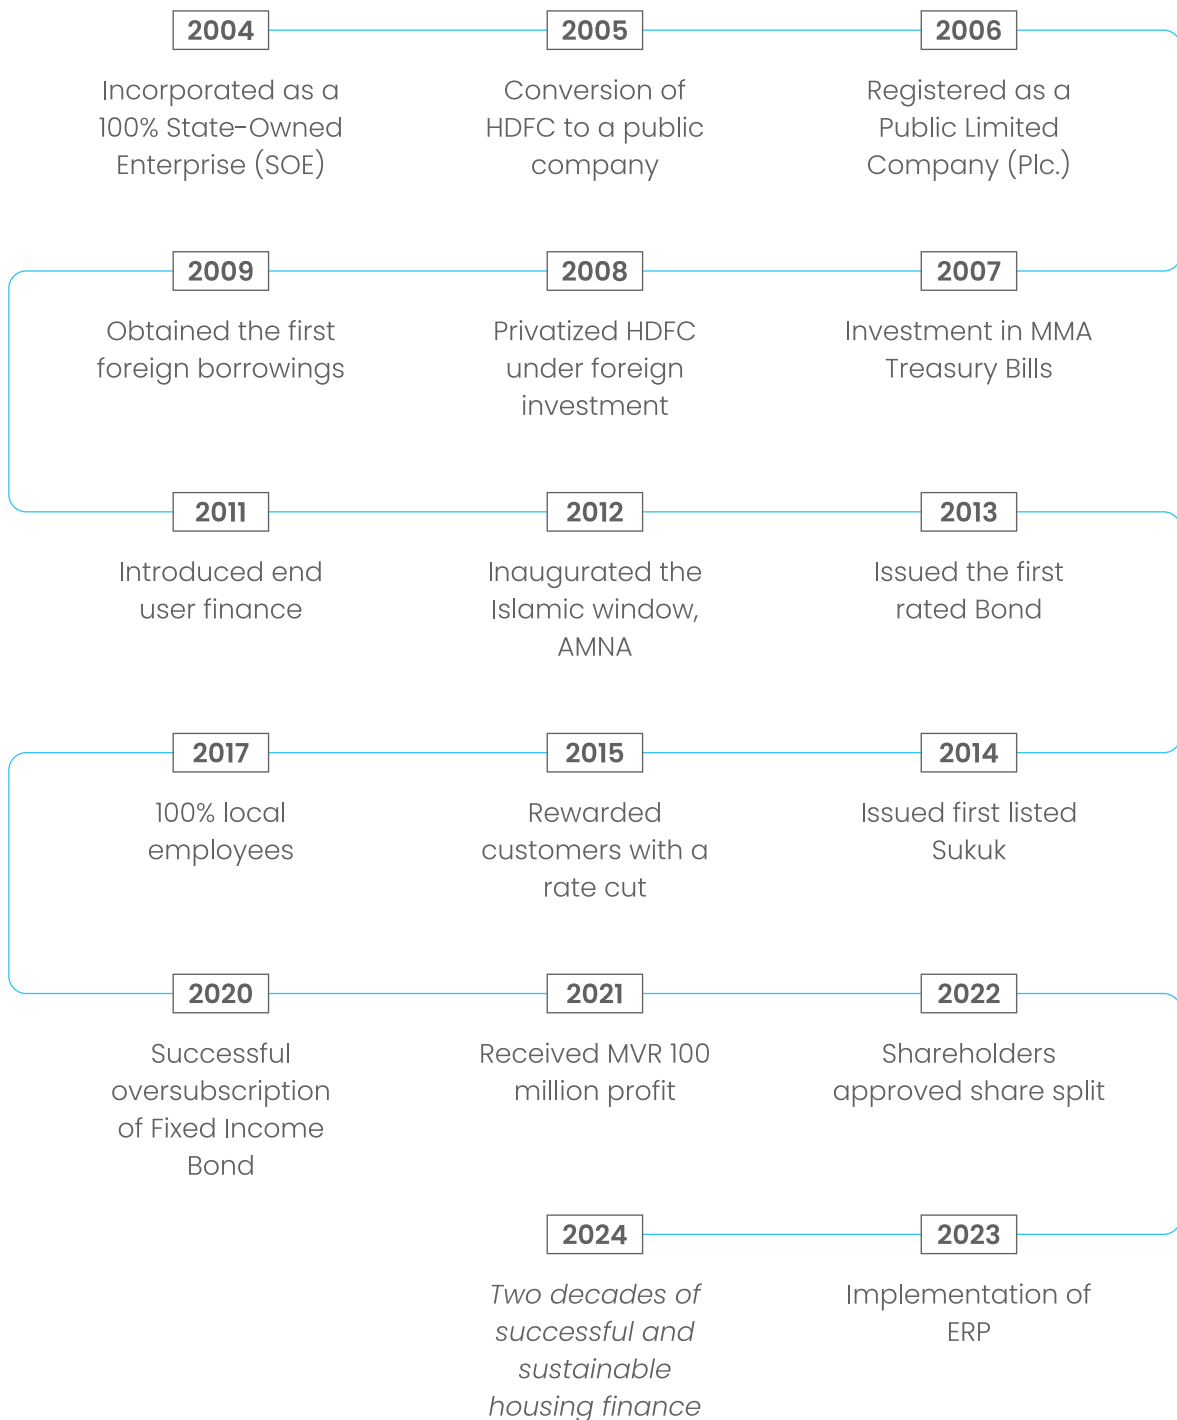 2004
Incorporated as a
100% State-Owned
Enterprise (SOE)
2005
Conversion of
HDFC to a public
company
2006
Registered as a
Public Limited
Company (Plc.)
2007
Investment in MMA
Treasury Bills
2008
Privatized HDFC
under foreign
investment
2009
Obtained the first
foreign borrowings
2011
Introduced end
user finance
2012
Inaugurated the
Islamic window,
AMNA
2013
Issued the first
rated Bond
2014
Issued first listed
Sukuk
2015
Rewarded
customers with a
rate cut
2017
100% local
employees
2020
Successful
oversubscription
of Fixed Income
Bond
2021
Received MVR 100
million profit
2022
Shareholders
approved share split
2023
Implementation of
ERP
2024
Two decades of
successful and
sustainable
housing finance